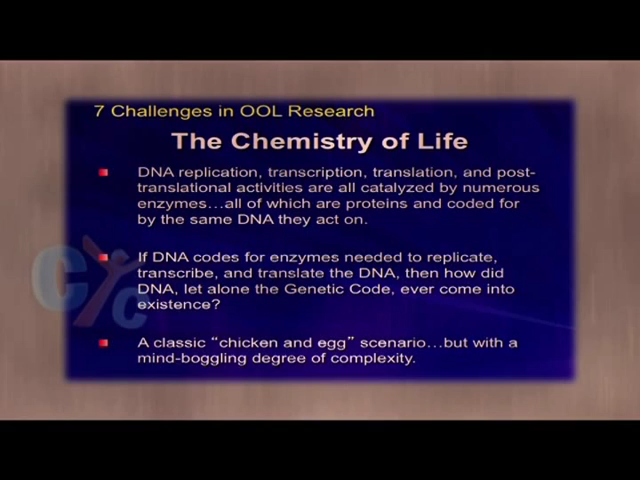 7 Challenges in OOL Research
The Chemistry of Life
DNA replication, transcription, translation, and post-
translational activities are all catalyzed by numerous
enzymes…all of which are proteins and coded for
by the same DNA they act on.
If DNA codes for enzymes needed to replicate,
transcribe, and translate the DNA, then how did
DNA, let alone the Genetic Code, ever come into
existence?
A classic “chicken and egg” scenario…but with a
mind-boggling degree of complexity.
CYC